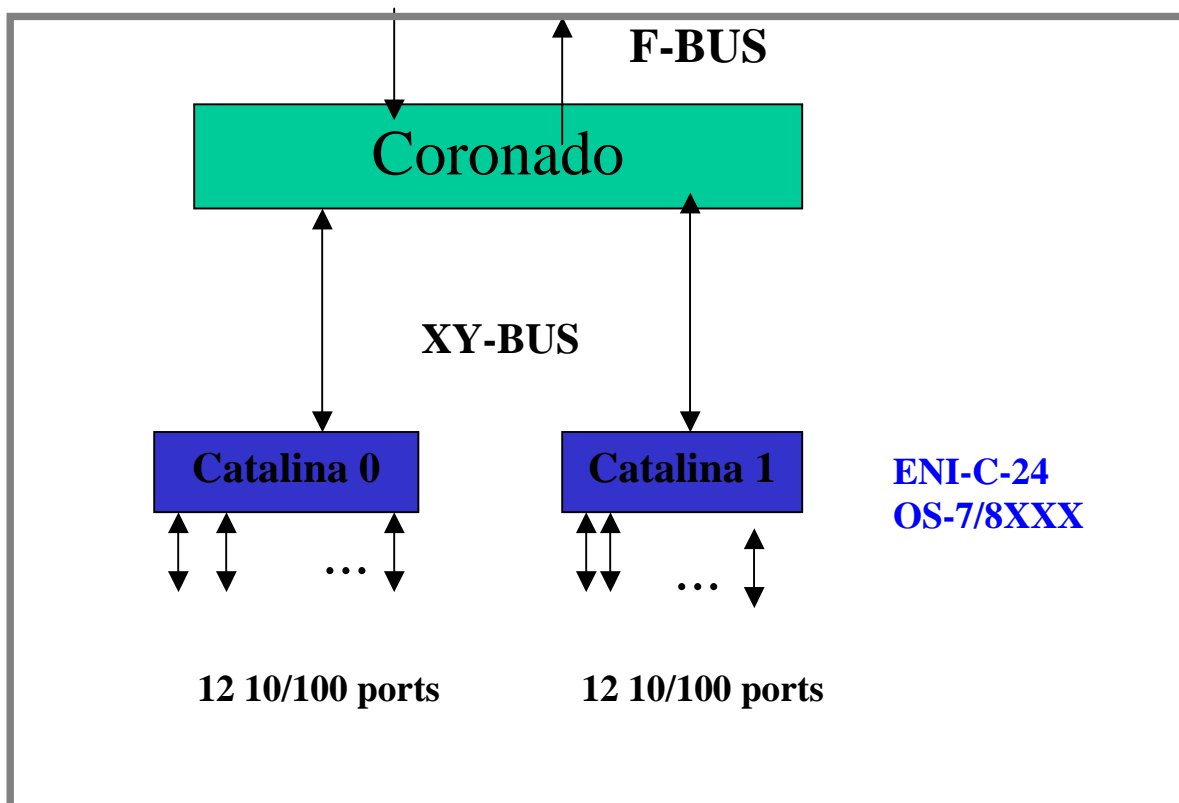 F-BUS
Coronado
XY-BUS
Catalina 0
Catalina 1
ENI-C-24
OS-7/8XXX
...
...
12 10/100 ports
12 10/100 ports